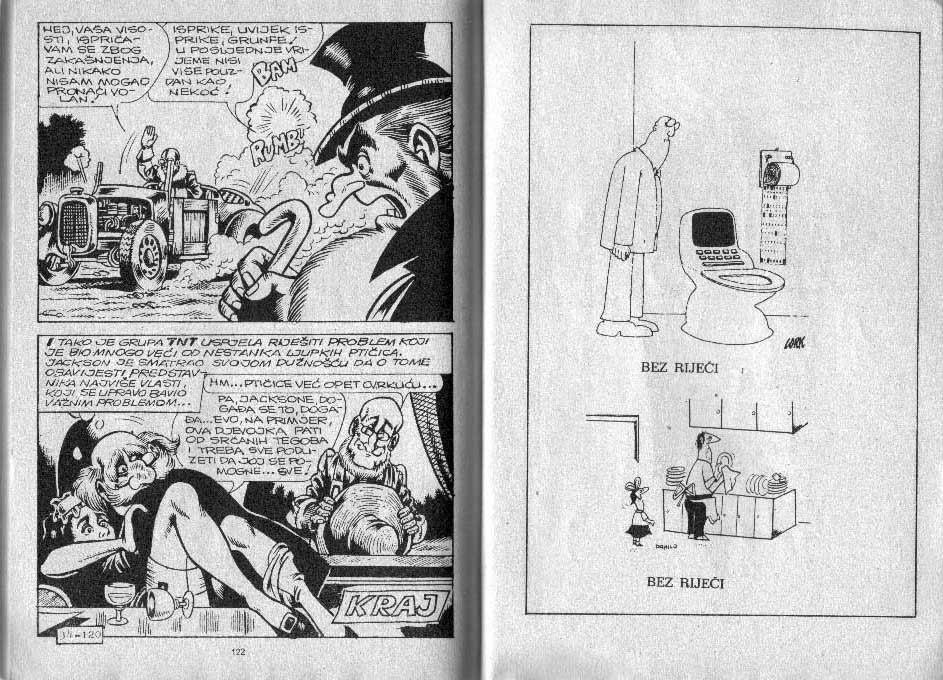 HEJ, VAŠA VISO-
STI, ISPRIČA-
VAM SE ZBOG
ZAKAŠNJENJA,
ALI NIKAKO
NISAM MOGAO
PRONAĆI VO-
LAN!
ISPRIKE, UVIJEK IS-
PRIKE, GRUNFE!
U POSLJEDNJE VRI-
JEME NISI
VIŠE POUZ-
DAN KAO
NEKOĆ!
BAM
RUMB!
I TAKO JE GRUPA TNT USPJELA RIJEŠITI PROBLEM KOJI
JE BIO MNOGO VEĆI OD NESTANKA LJUPKIH PTIČICA.
JACKSON JE SMATRAO SVOJOM DUŽNOŠĆU DA O TOME
OBAVIJESTI PREDSTAV-
NIKA NAJVIŠE VLASTI,
KOJI SE UPRAVO BAVIO
VAŽNIM PROBLEMOM...
HM... PTIČICE VEĆ OPET CVRKUĆU...
PA, JACKSONE, DO-
GAĐA SE TO, DOGA-
ĐA... EVO, NA PRIMJER,
OVA DJEVOJKA PATI
OD SRČANIH TEGOBA
I TREBA SVE PODU-
ZETI DA JOJ SE PO-
MOGNE... SVE!
KRAJ
34-120
122
CORK
BEZ RIJEČI
DANILO
BEZ RIJEČI